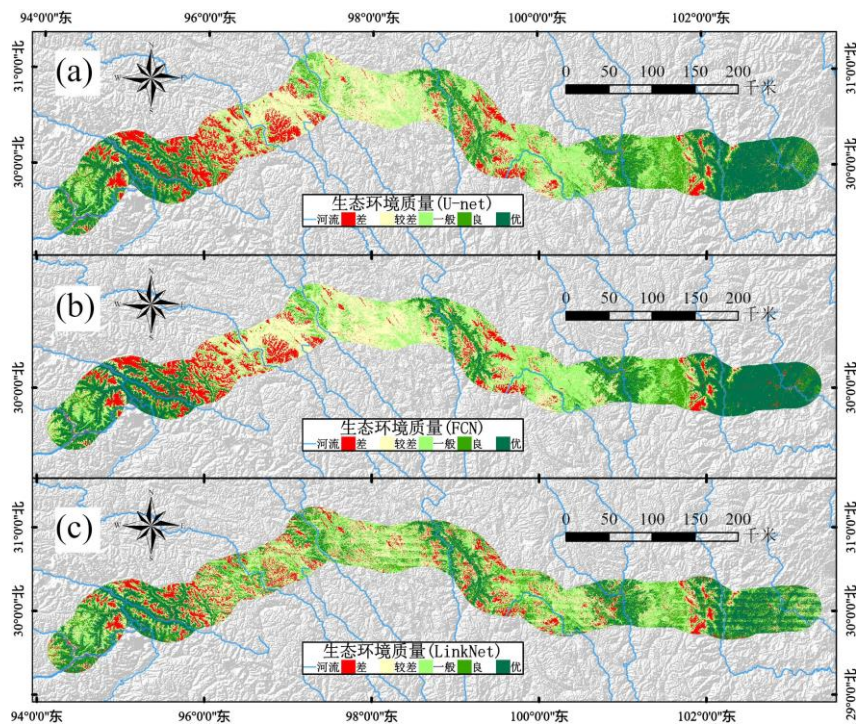 94°0'0"东 96°0'0"东 98°0'0"东 100°0'0"东 102°0'0"东
(a)
31°0'0"北
30°0'0"北
0 50 100 150 200
千米
31°0'0"北
30°0'0"北
生态环境质量(U-net)
河流 差 较差 一般 良 优
(b)
30°0'0"北
0 50 100 150 200
千米
30°0'0"北
生态环境质量(FCN)
河流 差 较差 一般 良 优
(c)
31°0'0"北
30°0'0"北
0 50 100 150 200
千米
31°0'0"北
30°0'0"北
29°0'0"北
生态环境质量(LinkNet)
河流 差 较差 一般 良 优
94°0'0"东 96°0'0"东 98°0'0"东 100°0'0"东 102°0'0"东